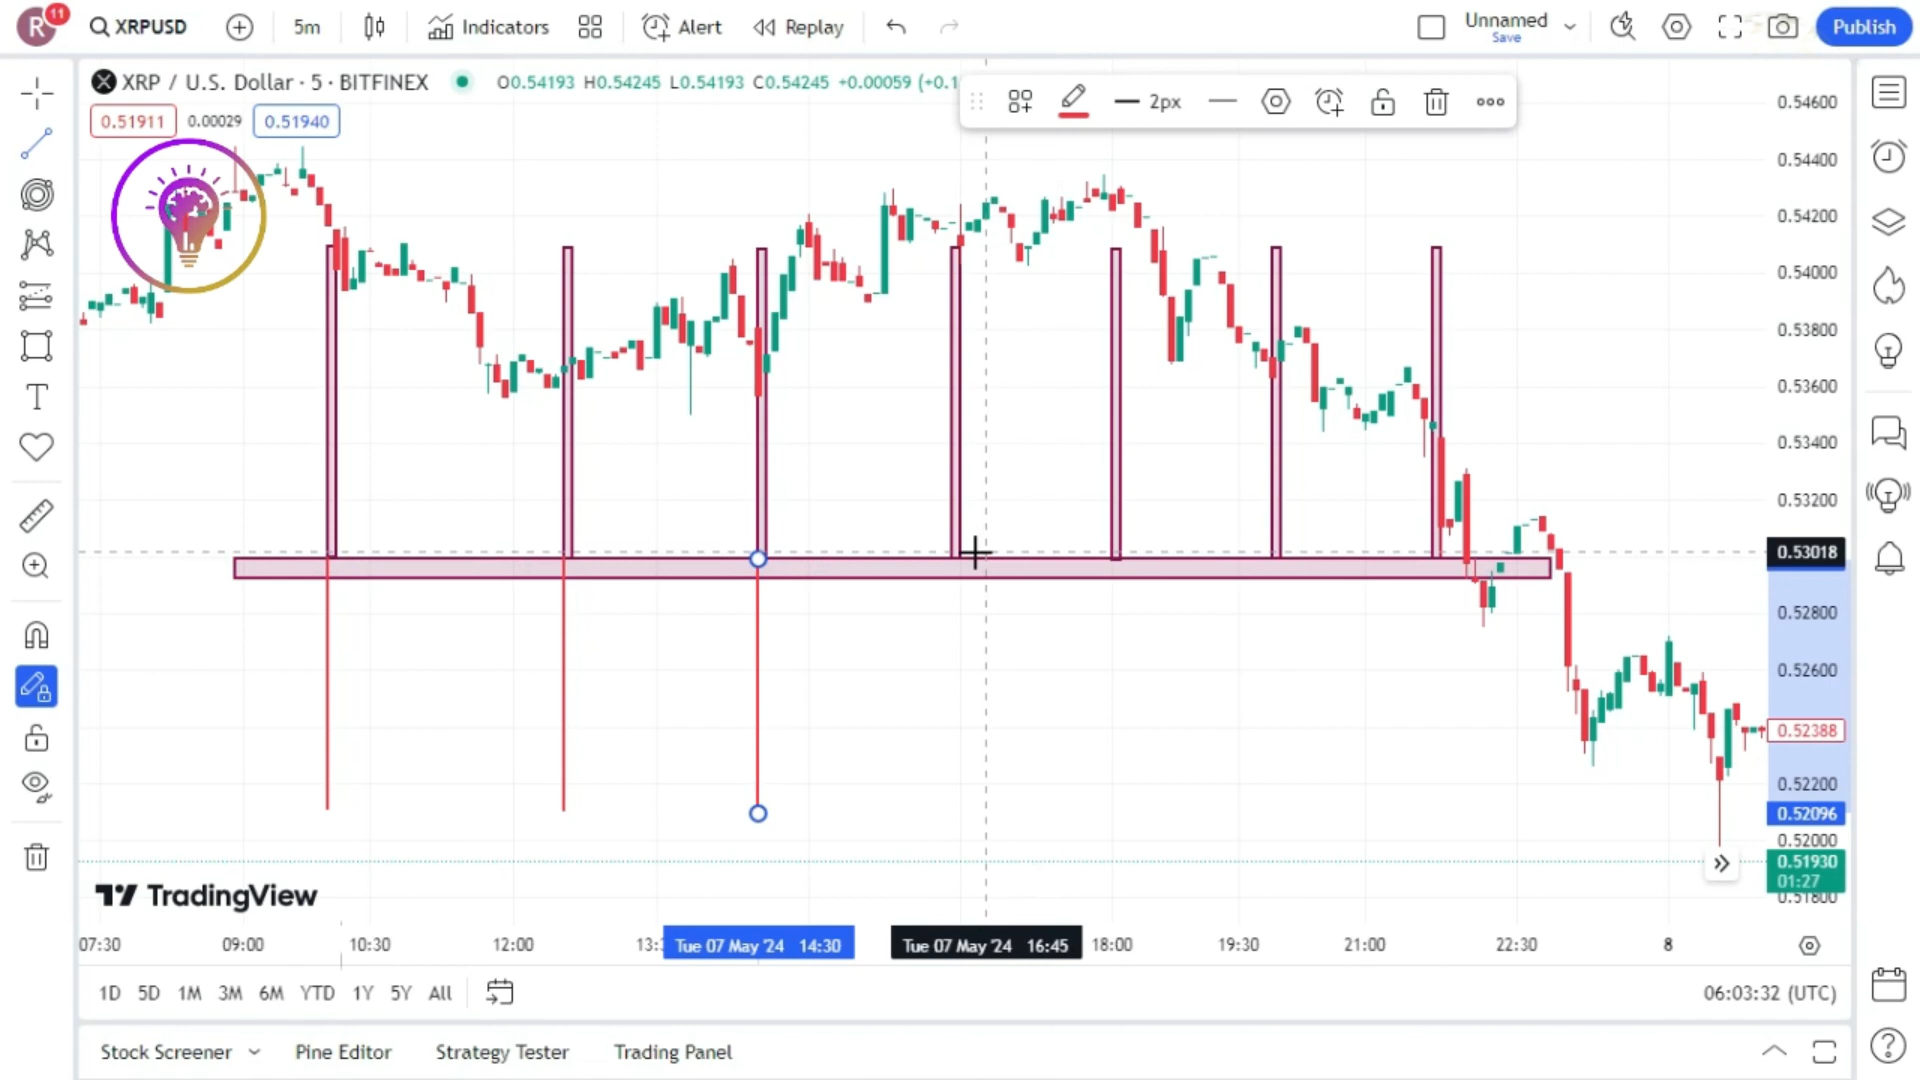 R 11 XRPUSD 5m Indicators Alert Replay Unnamed Save Publish
XRP / U.S. Dollar · 5 · BITFINEX O0.54193 H0.54245 L0.54193 C0.54245 +0.00059 (+0.1
0.51911 0.00029 0.51940
2px
0.54600
0.54400
0.54200
0.54000
0.53800
0.53600
0.53400
0.53200
0.53018
0.52800
0.52600
0.52388
0.52200
0.52096
0.52000
0.51930
01:27
0.51800
T
TradingView
07:30 09:00 10:30 12:00 Tue 07 May '24 14:30 Tue 07 May '24 16:45 18:00 19:30 21:00 22:30 8
1D 5D 1M 3M 6M YTD 1Y 5Y All 06:03:32 (UTC)
Stock Screener Pine Editor Strategy Tester Trading Panel